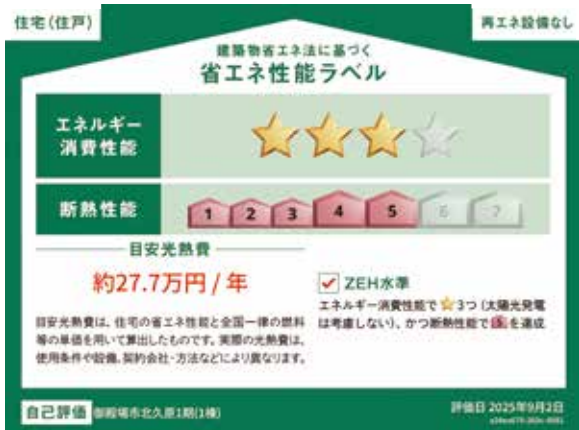 住宅(住戸)
再エネ設備なし
建築物省エネ法に基づく
省エネ性能ラベル
エネルギー
消費性能
断熱性能
1 2 3 4 5 6 7
目安光熱費
約27.7万円 / 年
目安光熱費は、住宅の省エネ性能と全国一律の燃料
等の単価を用いて算出したものです。実際の光熱費は、
使用条件や設備、契約会社・方法などにより異なります。
ZEH水準
エネルギー消費性能で⭐3つ(太陽光発電
は考慮しない)、かつ断熱性能で5を達成
自己評価 御殿場市北久原1期(1棟)
評価日 2025年9月2日